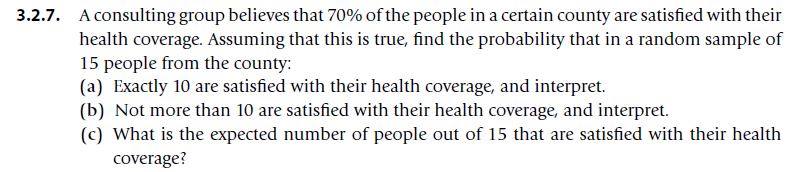 3.2.7. A consulting group believes that 70% of the people in a certain county are satisfied with their
health coverage. Assuming that this is true, find the probability that in a random sample of
15 people from the county:
(a) Exactly 10 are satisfied with their health coverage, and interpret.
(b) Not more than 10 are satisfied with their health coverage, and interpret.
(c) What is the expected number of people out of 15 that are satisfied with their health
coverage?